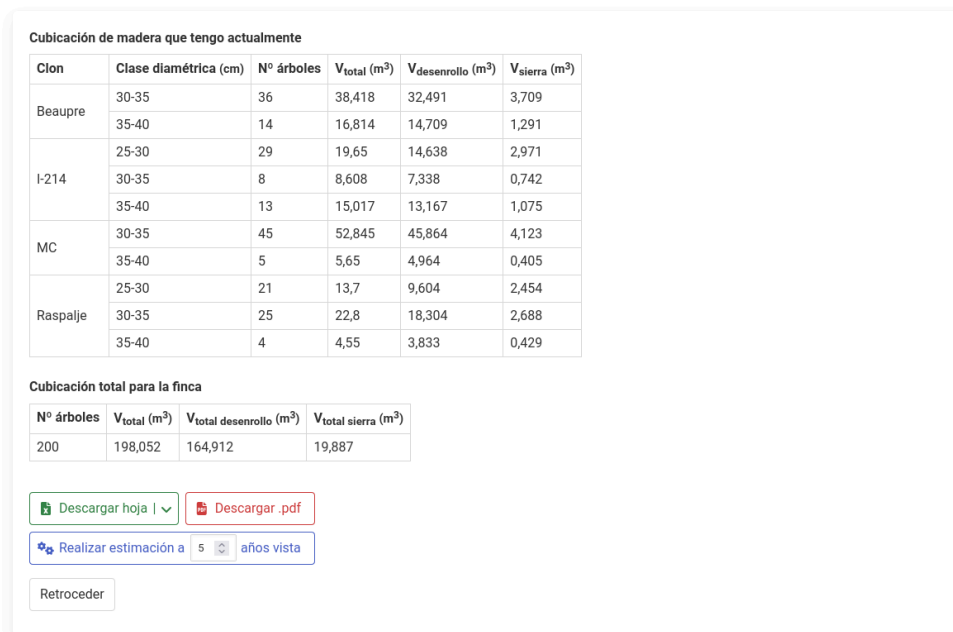 Cubicación de madera que tengo actualmente
Clon Clase diamétrica (cm) Nº árboles Vtotal (m3) Vdesenrollo (m3) Vsierra (m3)
Beaupre 30-35 36 38,418 32,491 3,709
35-40 14 16,814 14,709 1,291
I-214 25-30 29 19,65 14,638 2,971
30-35 8 8,608 7,338 0,742
35-40 13 15,017 13,167 1,075
MC 30-35 45 52,845 45,864 4,123
35-40 5 5,65 4,964 0,405
Raspalje 25-30 21 13,7 9,604 2,454
30-35 25 22,8 18,304 2,688
35-40 4 4,55 3,833 0,429
Cubicación total para la finca
Nº árboles Vtotal (m3) Vtotal desenrollo (m3) Vtotal sierra (m3)
200 198,052 164,912 19,887
Descargar hoja | Descargar .pdf
Realizar estimación a 5 años vista
Retroceder